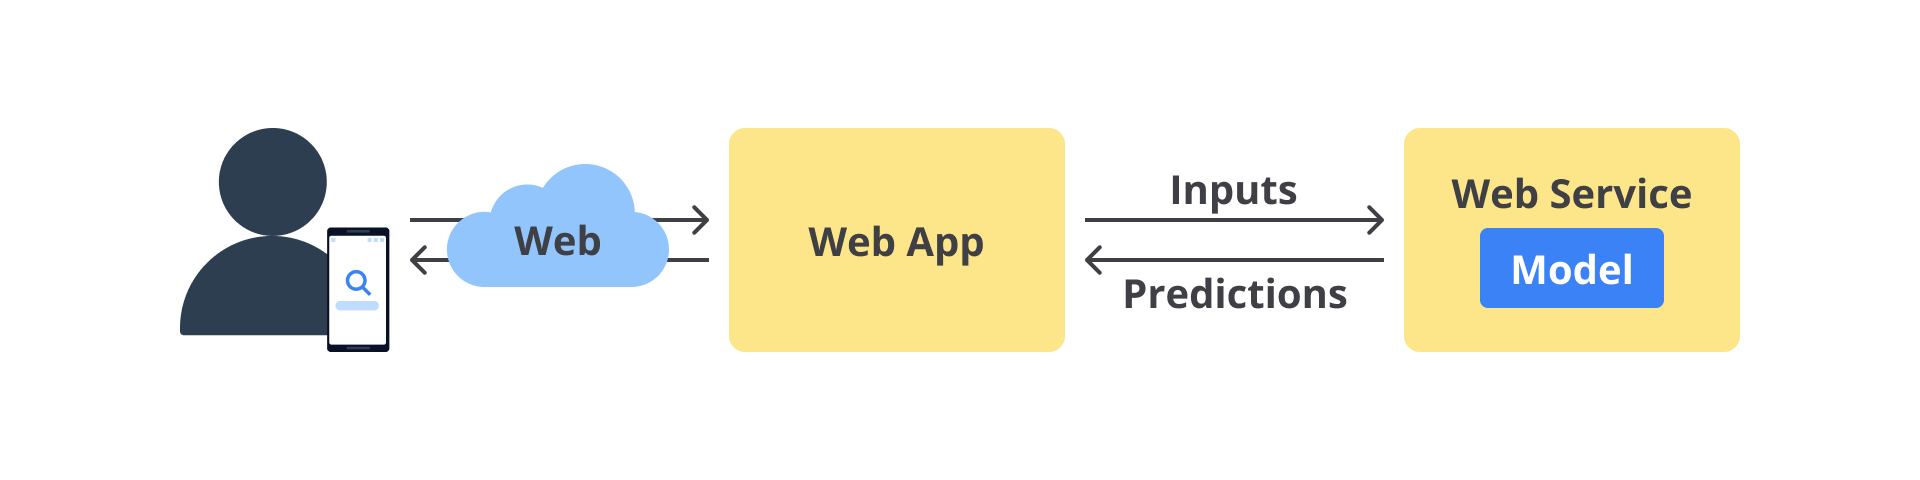 Web
Web App
Inputs
Predictions
Web Service
Model